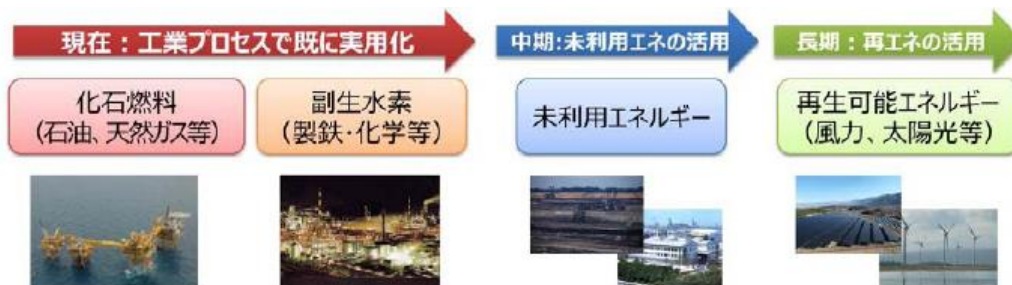 現在：工業プロセスで既に実用化
中期:未利用エネの活用
長期：再エネの活用
化石燃料
(石油、天然ガス等)
副生水素
(製鉄・化学等)
未利用エネルギー
再生可能エネルギー
(風力、太陽光等)